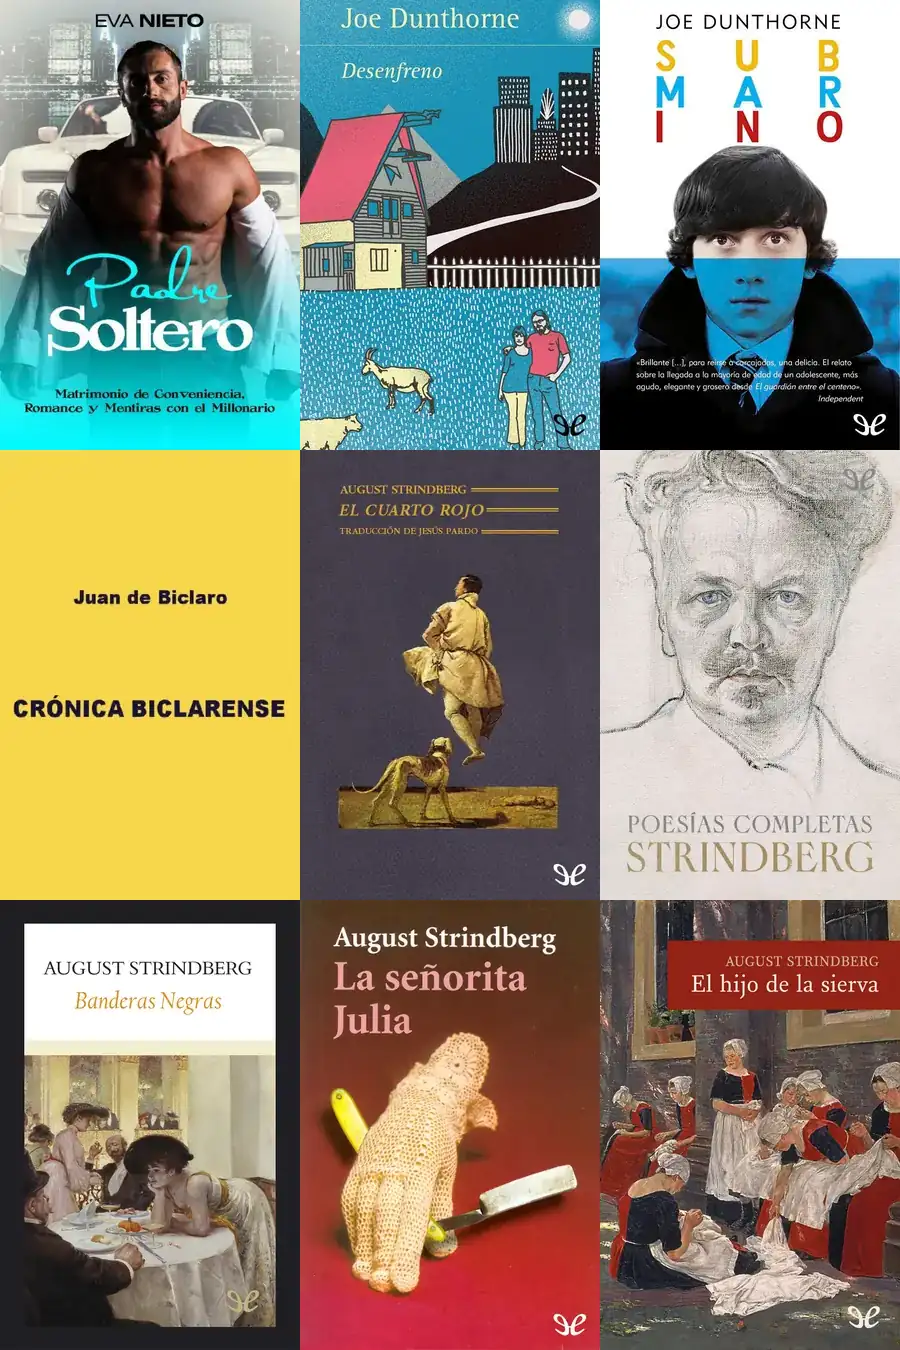 EVA NIETO
Padre
Soltero
Matrimonio de Conveniencia,
Romance y Mentiras con el Millonario
Joe Dunthorne
Desenfreno
JOE DUNTHORNE
SUB
MAR
INO
«Brillante [...], para reírse a carcajadas, una delicia. El relato
sobre la llegada a la mayoría de edad de un adolescente, más
agudo, elegante y grosero desde El guardián entre el centeno».
Independent
Juan de Biclaro
CRÓNICA BICLARENSE
AUGUST STRINDBERG
EL CUARTO ROJO
TRADUCCIÓN DE JESÚS PARDO
POESÍAS COMPLETAS
STRINDBERG
AUGUST STRINDBERG
Banderas Negras
August Strindberg
La señorita
Julia
AUGUST STRINDBERG
El hijo de la sierva